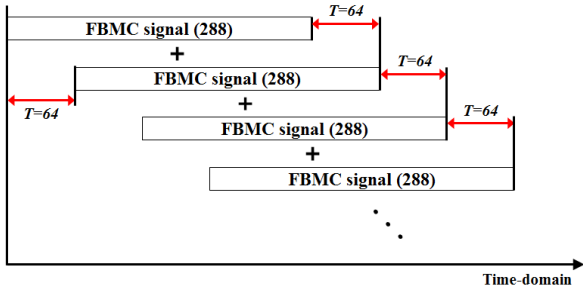 T=64
FBMC signal (288)
+
T=64
FBMC signal (288)
T=64
+
T=64
FBMC signal (288)
+
FBMC signal (288)
Time-domain